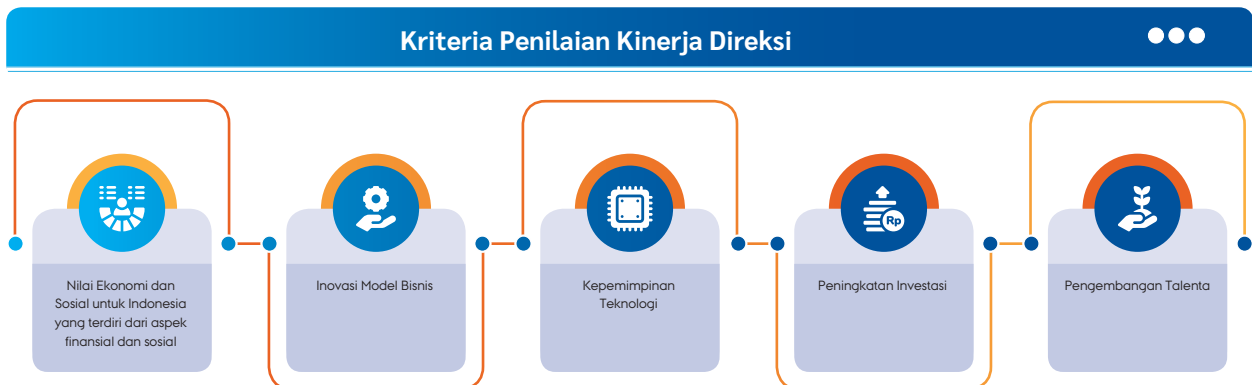 Kriteria Penilaian Kinerja Direksi
Nilai Ekonomi dan
Sosial untuk Indonesia
yang terdiri dari aspek
finansial dan sosial
Inovasi Model Bisnis
Kepemimpinan
Teknologi
Rp
Peningkatan Investasi
Pengembangan Talenta